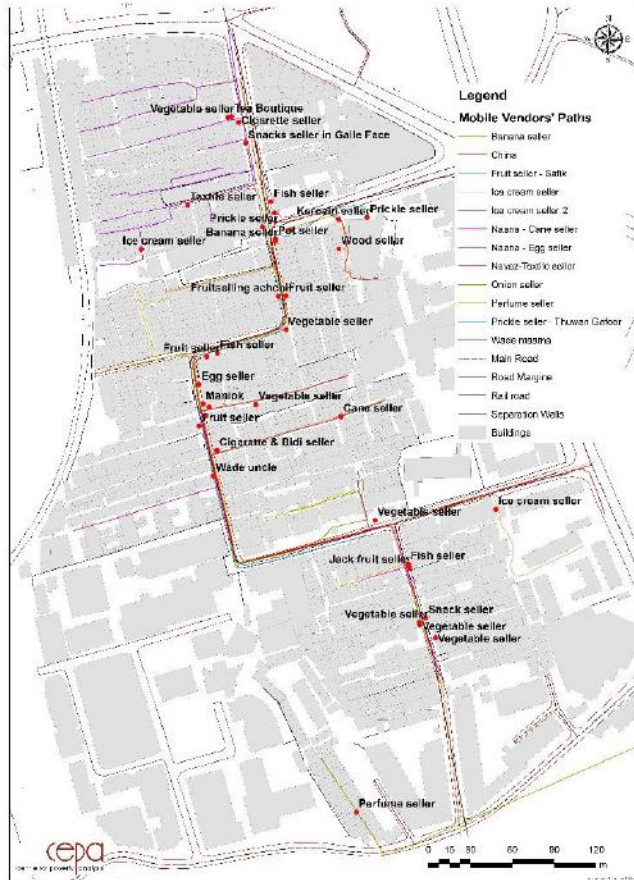 Legend
Mobile Vendors' Paths
Banana seller
China
Fruit seller - Safik
Ice cream seller
Ice cream seller 2
Naana - Cane seller
Naana - Egg seller
Navaz-Textile seller
Onion seller
Perfume seller
Prickle seller - Thuwan Gafoor
Wade maama
Main Road
Road Margine
Rail road
Separation Walls
Buildings
Vegetable seller
Tea Boutique
Cigarette seller
Snacks seller in Galle Face
Textile seller
Fish seller
Prickle seller
Korean seller
Prickle seller
Banana seller
Pot seller
Ice cream seller
Wood seller
Fruitselling achchi
Fruit seller
Vegetable seller
Fruit seller
Fish seller
Egg seller
Maniok
Vegetable seller
Fruit seller
Cane seller
Cigaratte & Bidi seller
Wade uncle
Ice cream seller
Vegetable seller
Jack fruit seller
Fish seller
Snack seller
Vegetable seller
Vegetable seller
Vegetable seller
Perfume seller
cepa
centre for poverty analysis
0 15 30 60 90 120
m